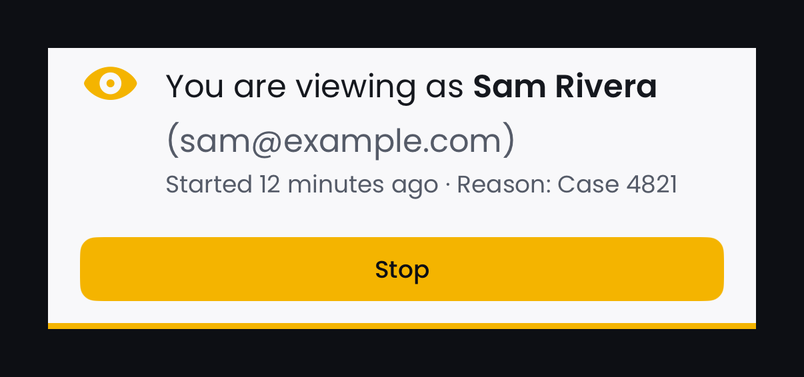 You are viewing as Sam Rivera
(sam@example.com)
Started 12 minutes ago · Reason: Case 4821
Stop